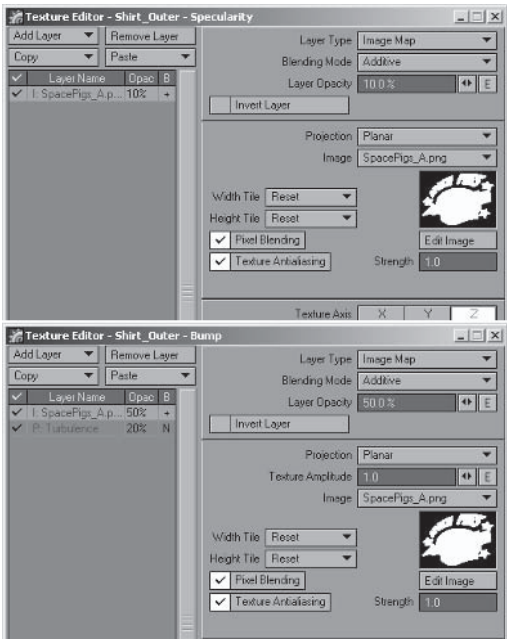 Texture Editor - Shirt_Outer - Specularity
Add Layer Remove Layer
Copy Paste
Layer Name Opac B
I: SpacePigs_A.p... 10% +
Layer Type Image Map
Blending Mode Additive
Layer Opacity 10.0 % E
Invert Layer
Projection Planar
Image SpacePigs_A.png
Width Tile Reset
Height Tile Reset
Pixel Blending
Edit Image
Texture Antialiasing
Strength 1.0
Texture Axis X Y Z
Texture Editor - Shirt_Outer - Bump
Add Layer Remove Layer
Copy Paste
Layer Name Opac B
I: SpacePigs_A.p... 50% +
P: Turbulence 20% N
Layer Type Image Map
Blending Mode Additive
Layer Opacity 50.0 % E
Invert Layer
Projection Planar
Texture Amplitude 1.0 E
Image SpacePigs_A.png
Width Tile Reset
Height Tile Reset
Pixel Blending
Edit Image
Texture Antialiasing
Strength 1.0